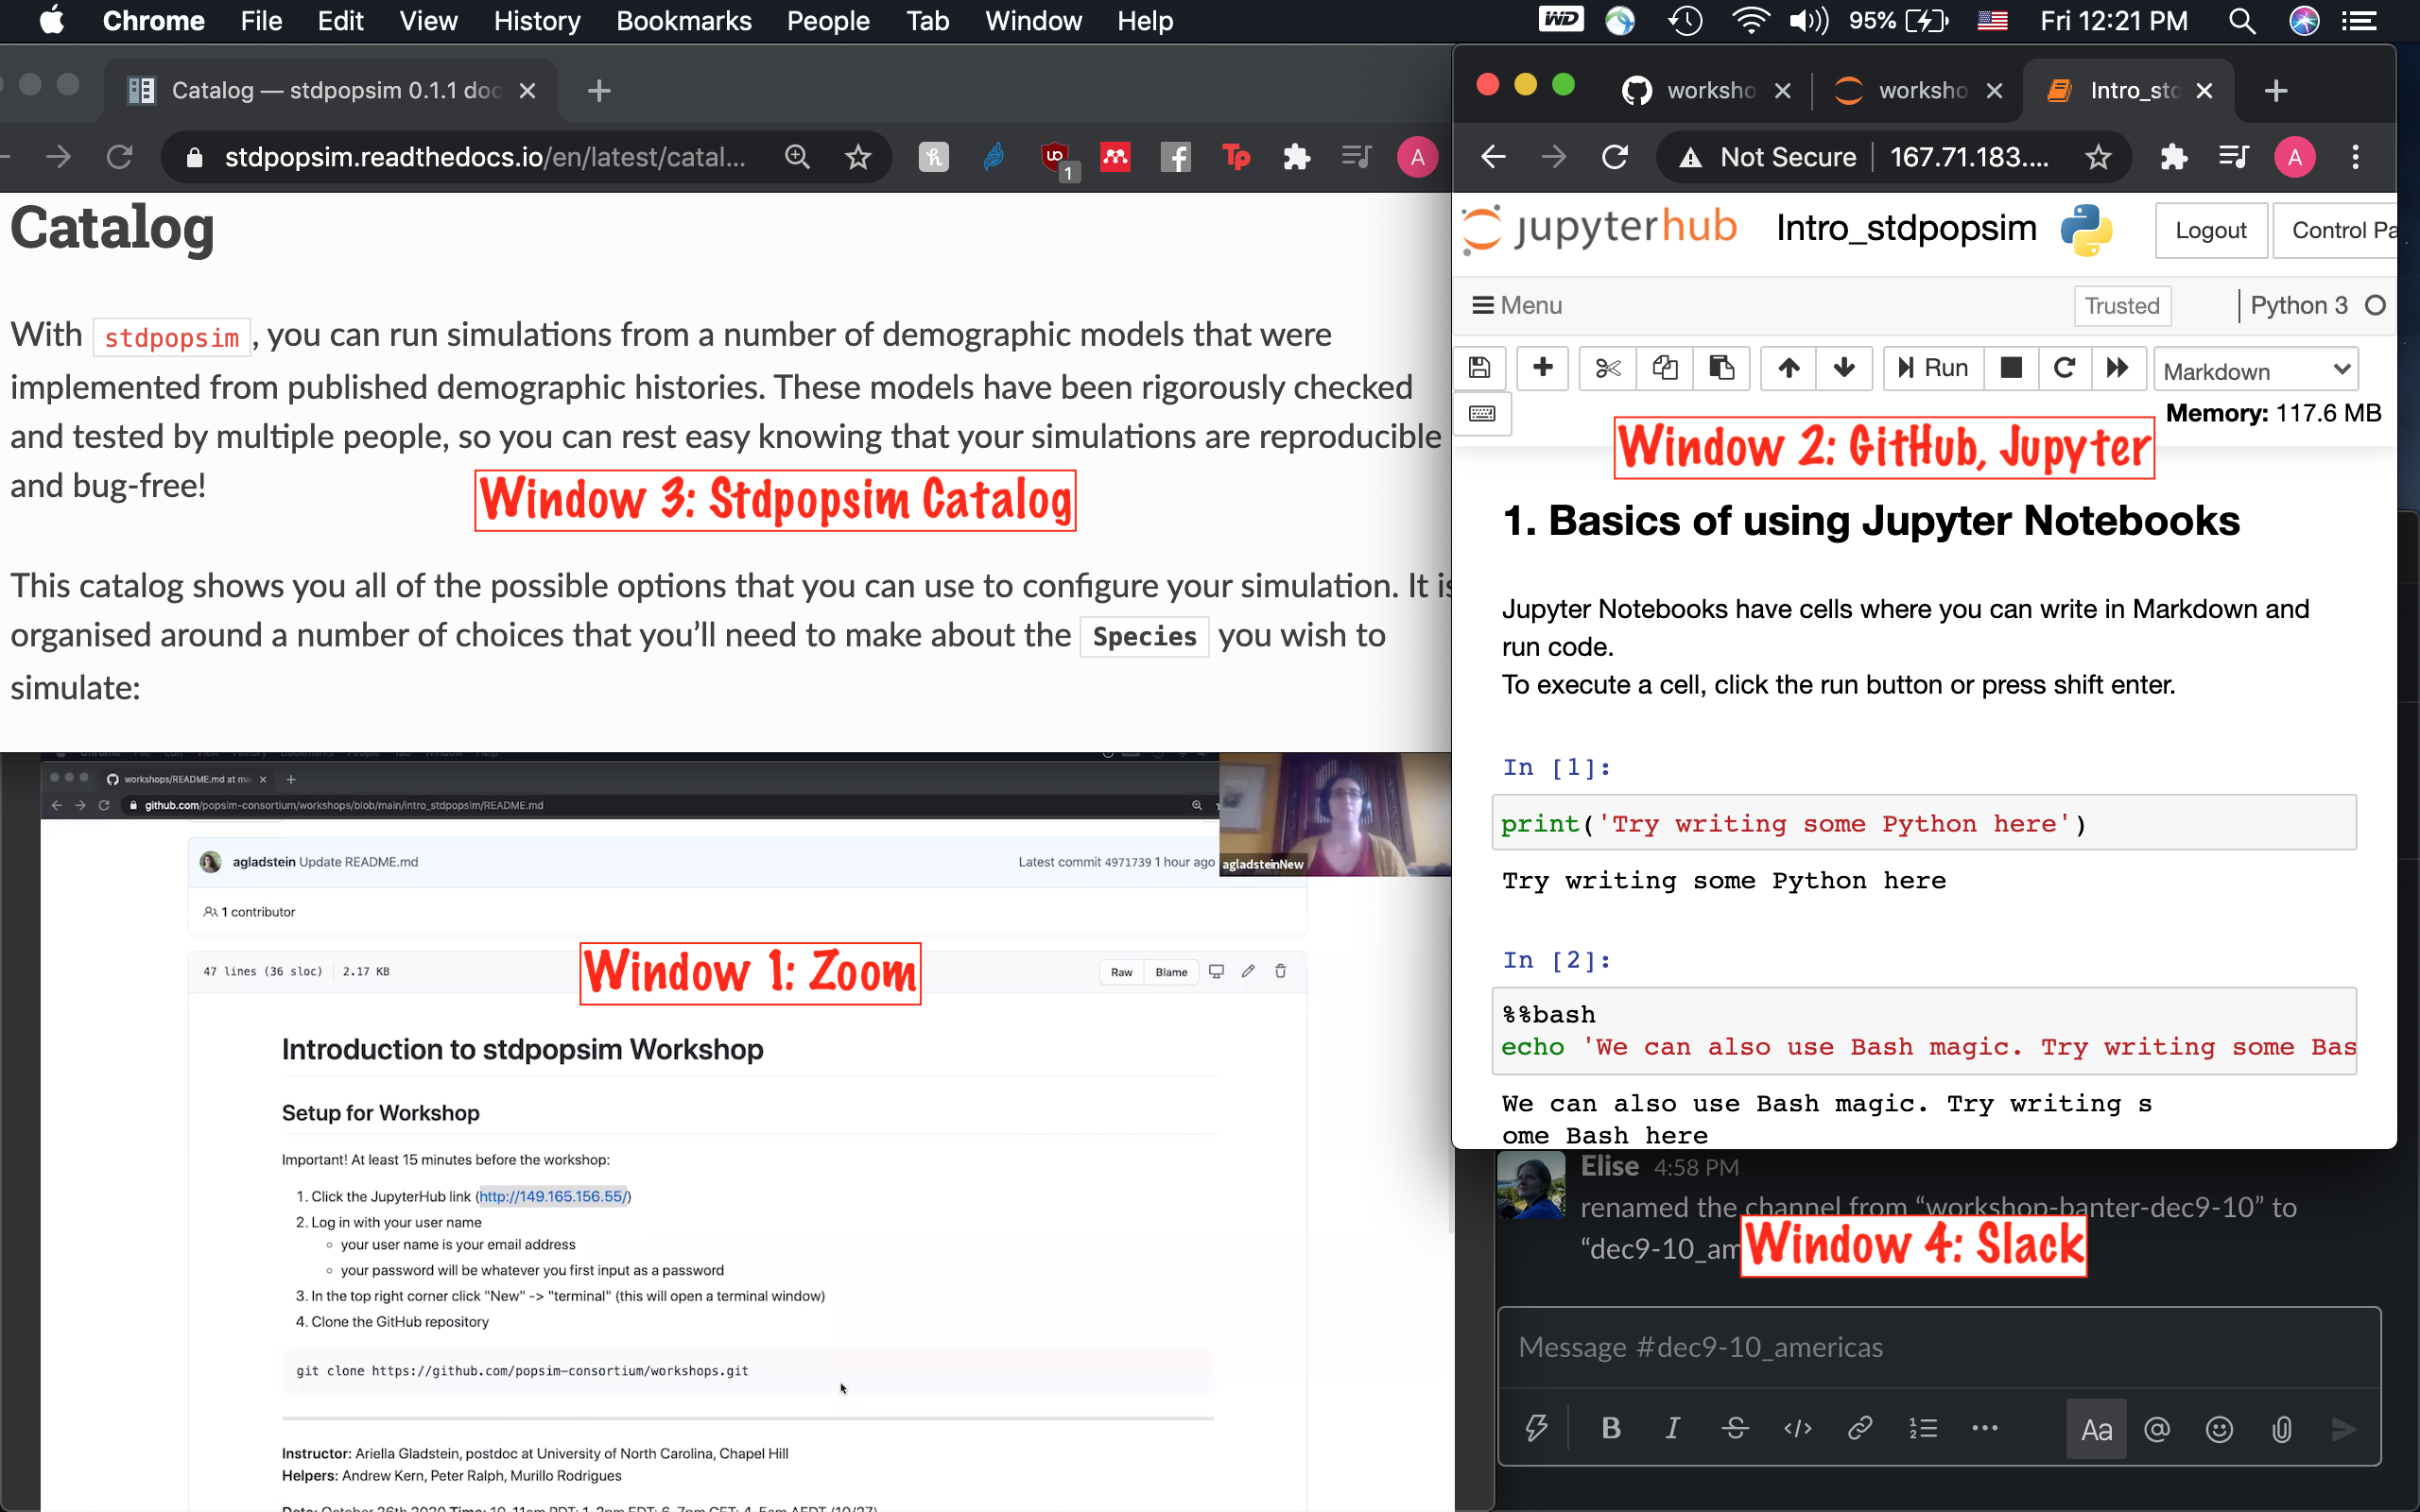 Chrome File Edit View History Bookmarks People Tab Window Help
WD 95% Fri 12:21 PM
Catalog — stdpopsim 0.1.1 doc
stdpopsim.readthedocs.io/en/latest/catal...
1
A
Catalog
With stdpopsim, you can run simulations from a number of demographic models that were
implemented from published demographic histories. These models have been rigorously checked
and tested by multiple people, so you can rest easy knowing that your simulations are reproducible
and bug-free!
Window 3: Stdpopsim Catalog
This catalog shows you all of the possible options that you can use to configure your simulation. It is
organised around a number of choices that you'll need to make about the Species you wish to
simulate:
worksho worksho Intro_std
Not Secure 167.71.183....
A
jupyterhub Intro_stdpopsim Logout Control Pa
Menu Trusted Python 3
Run Markdown
Memory: 117.6 MB
Window 2: GitHub, Jupyter
1. Basics of using Jupyter Notebooks
Jupyter Notebooks have cells where you can write in Markdown and
run code.
To execute a cell, click the run button or press shift enter.
In [1]:
print('Try writing some Python here')
Try writing some Python here
In [2]:
%%bash
echo 'We can also use Bash magic. Try writing some Bas
We can also use Bash magic. Try writing s
ome Bash here
workshops/README.md at ma
github.com/popsim-consortium/workshops/blob/main/intro_stdpopsim/README.md
agladstein Update README.md Latest commit 4971739 1 hour ago
agladsteinNew
1 contributor
47 lines (36 sloc) 2.17 KB Raw Blame
Window 1: Zoom
Introduction to stdpopsim Workshop
Setup for Workshop
Important! At least 15 minutes before the workshop:
1. Click the JupyterHub link (http://149.165.156.55/)
2. Log in with your user name
your user name is your email address
your password will be whatever you first input as a password
3. In the top right corner click "New" -> "terminal" (this will open a terminal window)
4. Clone the GitHub repository
git clone https://github.com/popsim-consortium/workshops.git
Instructor: Ariella Gladstein, postdoc at University of North Carolina, Chapel Hill
Helpers: Andrew Kern, Peter Ralph, Murillo Rodrigues
Elise 4:58 PM
renamed the channel from “workshop-banter-dec9-10” to
“dec9-10_am
Window 4: Slack
Message #dec9-10_americas
B I S </> Aa @